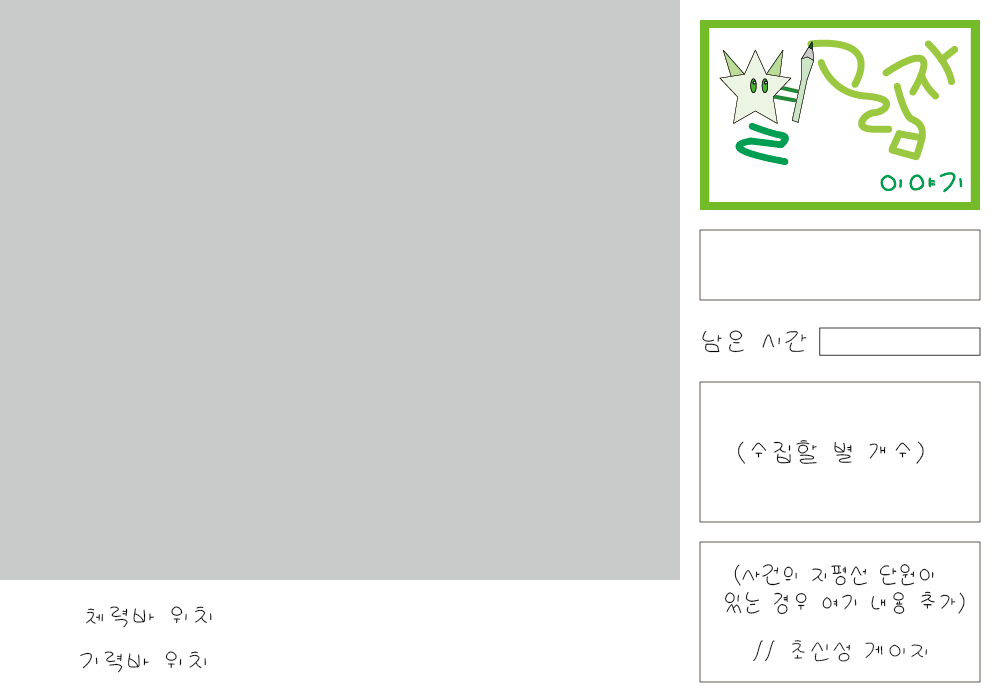 별그림자
이야기
남은 시간
(수집할 별 개수)
(사건의 지평선 단원이
있는 경우 여기 내용 추가)
// 초신성 게이지
체력바 위치
기력바 위치